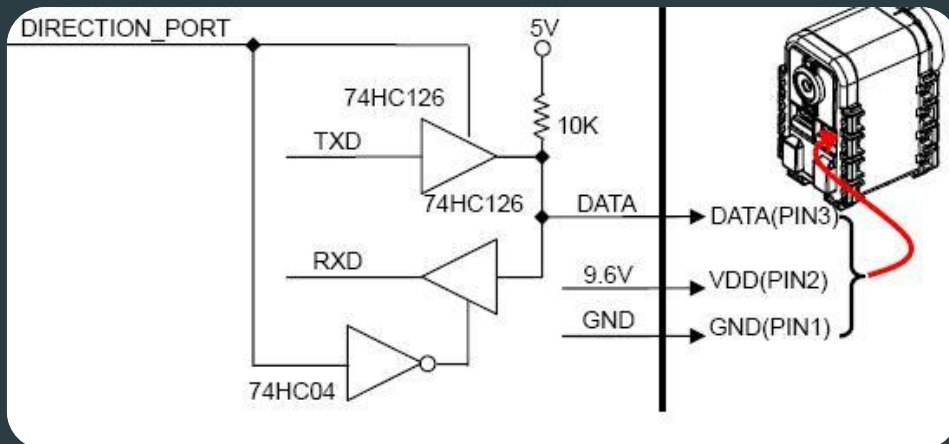 DIRECTION_PORT
5V
74HC126
10K
TXD
74HC126
DATA
DATA(PIN3)
RXD
9.6V
VDD(PIN2)
GND
GND(PIN1)
74HC04